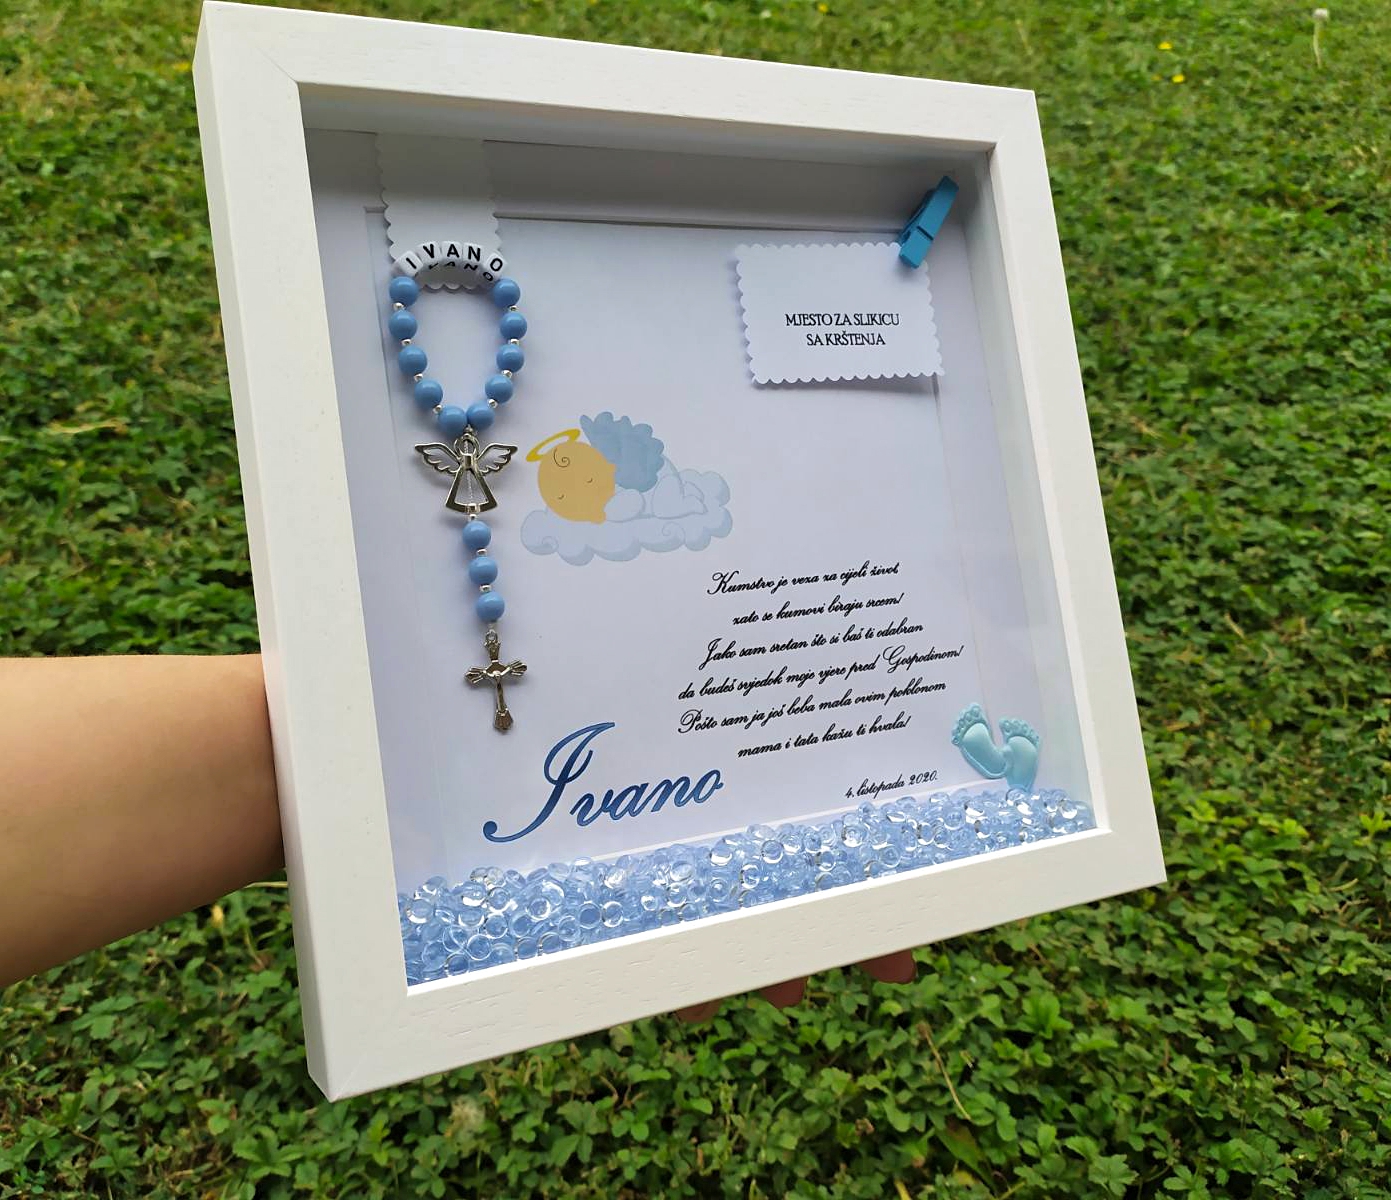 IVANO
MJESTO ZA SLIKICU
SA KRŠTENJA
Kumstvo je veza za cijeli život,
zato se kumovi biraju srcem!
Jako sam sretan što si baš ti odabran
da budeš svjedok moje vjere pred Gospodinom!
Pošto sam ja još beba mala ovim poklonom
mama i tata kažu ti hvala!
Ivano
4. listopada 2020.